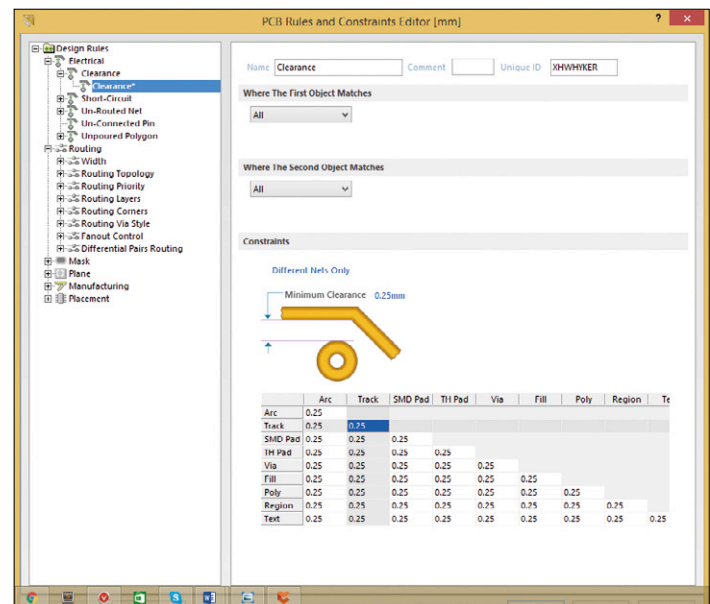 PCB Rules and Constraints Editor [mm]
?
×
Design Rules
Electrical
Clearance
Clearance*
Short-Circuit
Un-Routed Net
Un-Connected Pin
Unpoured Polygon
Routing
Width
Routing Topology
Routing Priority
Routing Layers
Routing Corners
Routing Via Style
Fanout Control
Differential Pairs Routing
Mask
Plane
Manufacturing
Placement
Name Clearance Comment Unique ID XHWHYKER
Where The First Object Matches
All
Where The Second Object Matches
All
Constraints
Different Nets Only
Minimum Clearance 0.25mm
Arc Track SMD Pad TH Pad Via Fill Poly Region Te
Arc 0.25
Track 0.25 0.25
SMD Pad 0.25 0.25 0.25
TH Pad 0.25 0.25 0.25 0.25
Via 0.25 0.25 0.25 0.25 0.25
Fill 0.25 0.25 0.25 0.25 0.25 0.25
Poly 0.25 0.25 0.25 0.25 0.25 0.25 0.25
Region 0.25 0.25 0.25 0.25 0.25 0.25 0.25 0.25
Text 0.25 0.25 0.25 0.25 0.25 0.25 0.25 0.25 0.25